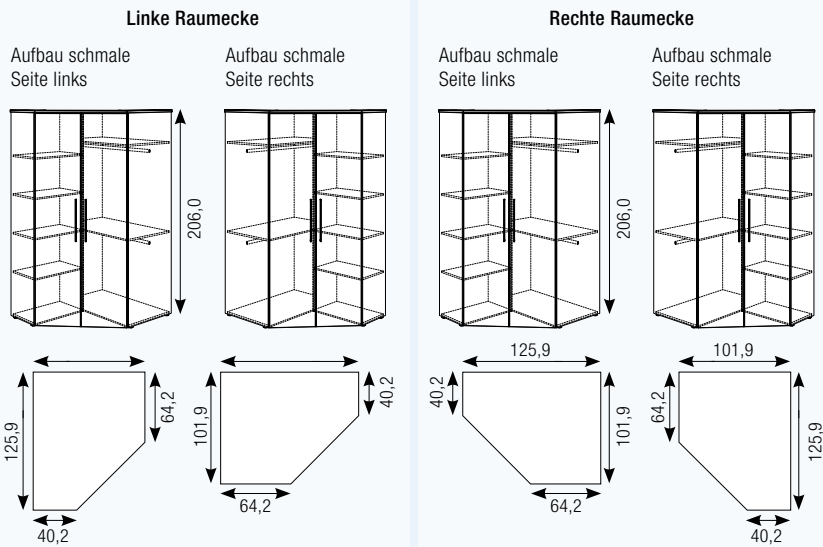 Linke Raumecke
Aufbau schmale
Seite links
Aufbau schmale
Seite rechts
206,0
125,9
64,2
40,2
101,9
40,2
64,2
Rechte Raumecke
Aufbau schmale
Seite links
Aufbau schmale
Seite rechts
206,0
125,9
40,2
101,9
64,2
101,9
64,2
125,9
40,2